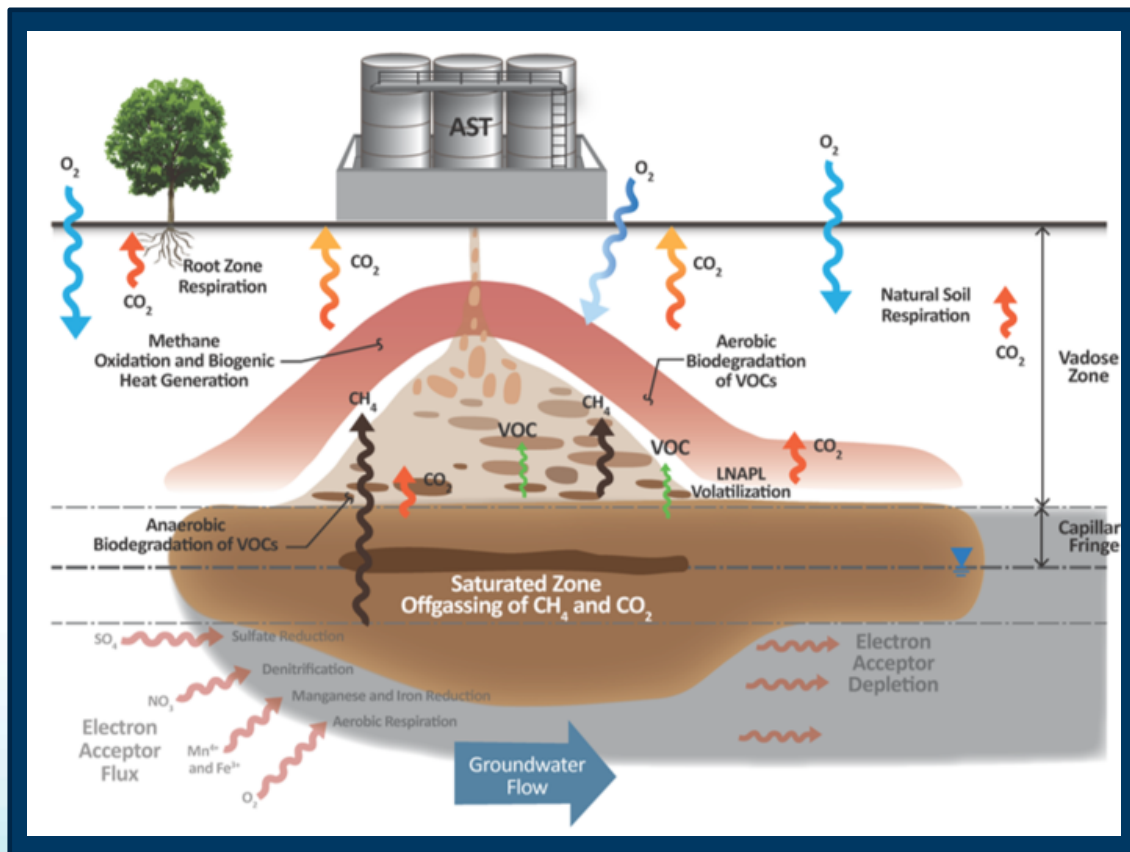 AST
O₂
O₂
O₂
CO₂
Root Zone
Respiration
CO₂
CO₂
Natural Soil
Respiration
CO₂
Vadose
Zone
Methane
Oxidation and Biogenic
Heat Generation
Aerobic
Biodegradation
of VOCs
CH₄
CH₄
VOC
VOC
CO₂
CO₂
LNAPL
Volatilization
Anaerobic
Biodegradation of VOCs
Capillary
Fringe
Saturated Zone
Offgassing of CH₄ and CO₂
SO₄
Sulfate Reduction
Denitrification
NO₃
Manganese and Iron Reduction
Aerobic Respiration
Electron
Acceptor
Flux
Mn⁴⁺
and Fe³⁺
O₂
Electron
Acceptor
Depletion
Groundwater
Flow